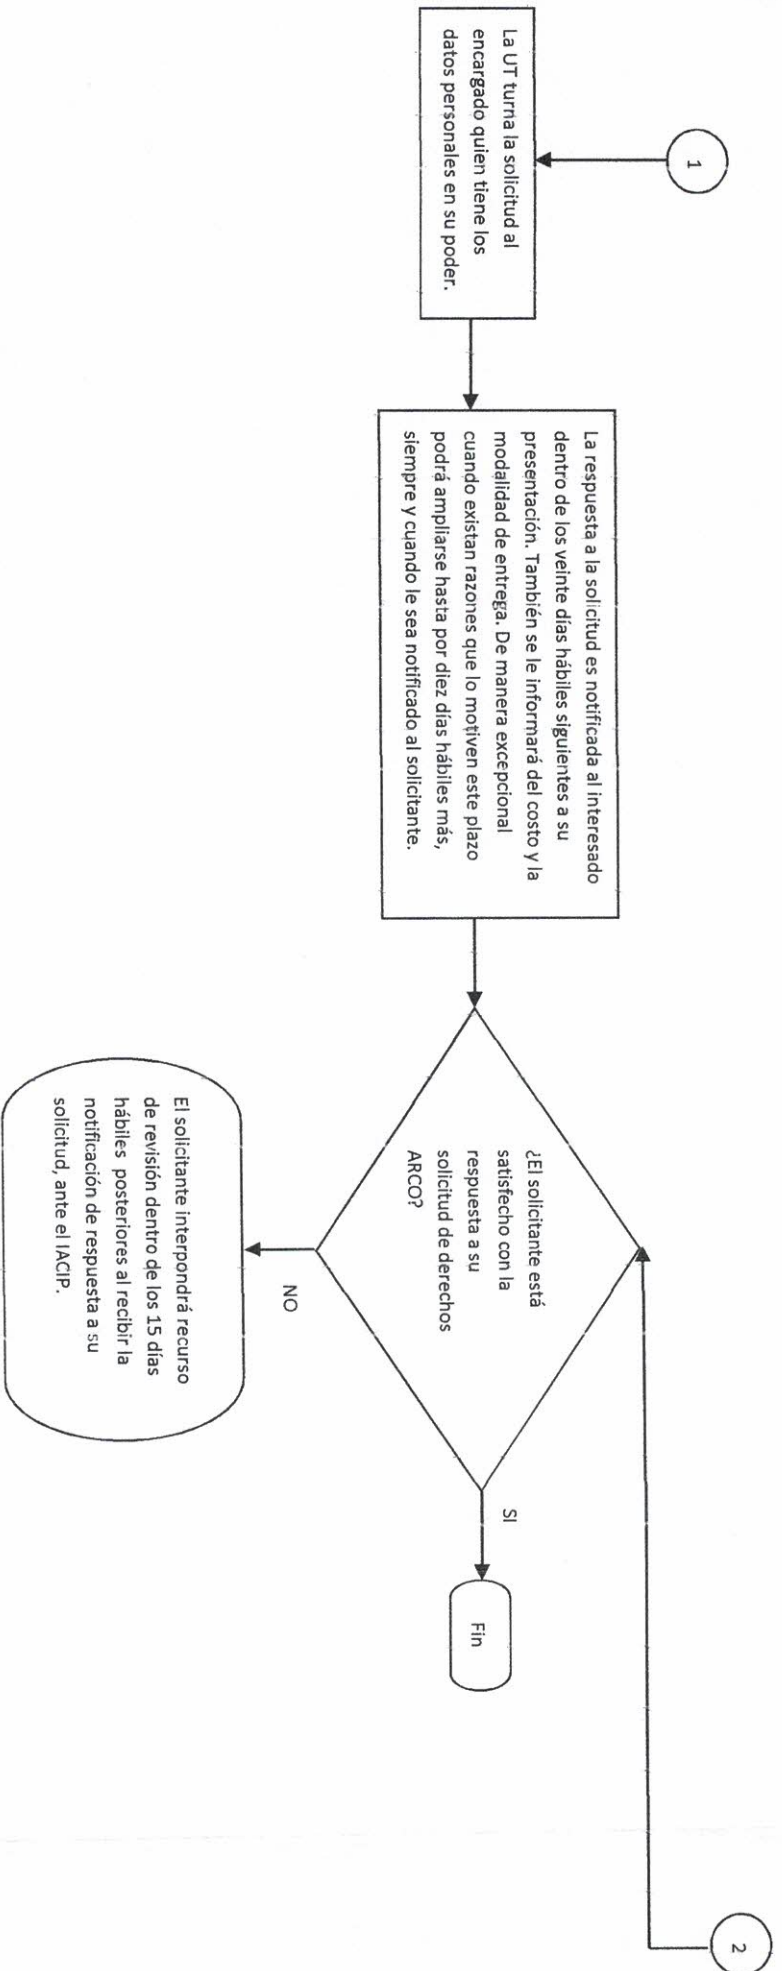 1
La UT turna la solicitud al
encargado quien tiene los
datos personales en su poder.
La respuesta a la solicitud es notificada al interesado
dentro de los veinte días hábiles siguientes a su
presentación. También se le informará del costo y la
modalidad de entrega. De manera excepcional
cuando existan razones que lo motiven este plazo
podrá ampliarse hasta por diez días hábiles más,
siempre y cuando le sea notificado al solicitante.
¿El solicitante está
satisfecho con la
respuesta a su
solicitud de derechos
ARCO?
SI
Fin
NO
El solicitante interpondrá recurso
de revisión dentro de los 15 días
hábiles posteriores al recibir la
notificación de respuesta a su
solicitud, ante el IACIP.
2